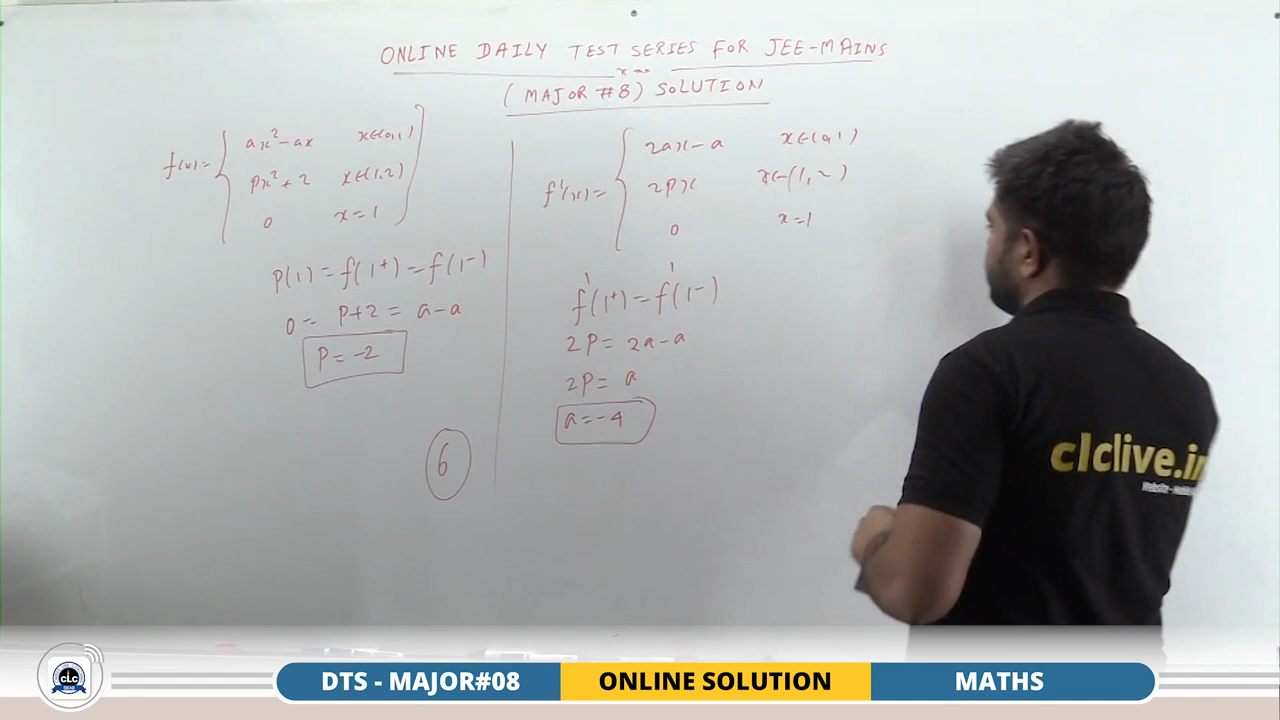 ONLINE DAILY TEST SERIES FOR JEE-MAINS
(MAJOR #8) SOLUTION
f(x) = { ax² - ax x∈(0,1)
px² + 2 x∈(1,2)
0 x=1 }
P(1) = f(1⁺) = f(1⁻)
0 = P+2 = a-a
P = -2
6
f'(x) = { 2ax - a x∈(0,1)
2px x∈(1,2)
0 x=1
f'(1⁺) = f'(1⁻)
2P = 2a-a
2P = a
a = -4
clclive.in
CLC
DTS - MAJOR#08
ONLINE SOLUTION
MATHS